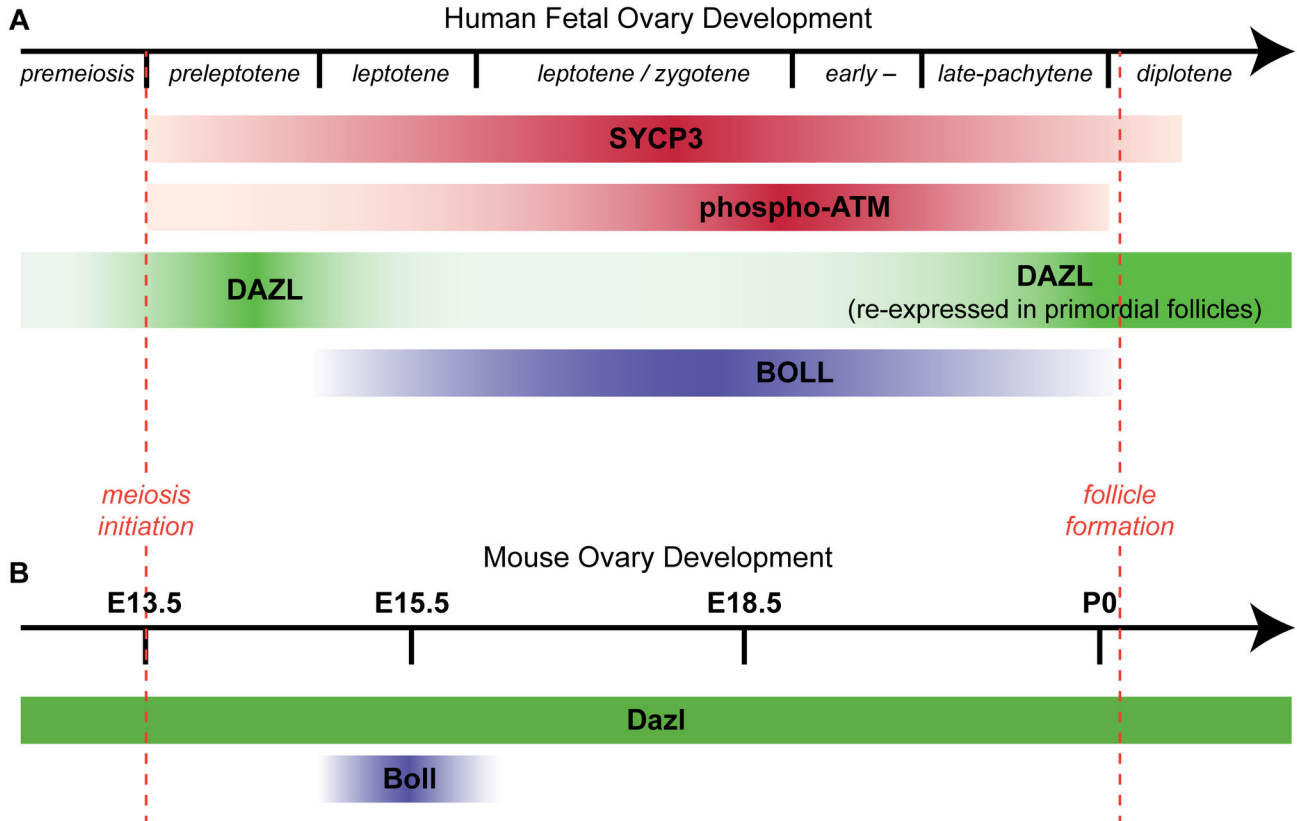 A
Human Fetal Ovary Development
premeiosis preleptotene leptotene leptotene / zygotene early – late-pachytene diplotene
SYCP3
phospho-ATM
DAZL
DAZL
(re-expressed in primordial follicles)
BOLL
meiosis
initiation
follicle
formation
B
Mouse Ovary Development
E13.5 E15.5 E18.5 P0
Dazl
Boll